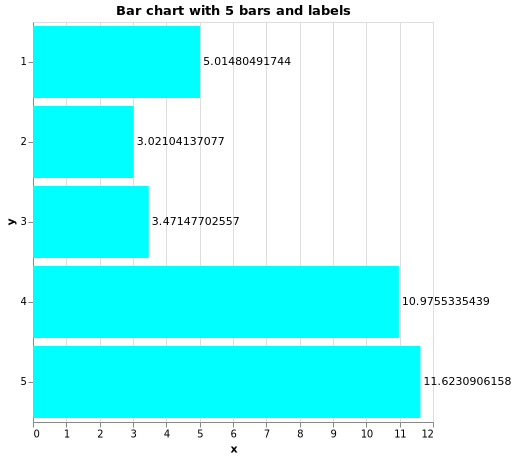 Bar chart with 5 bars and labels
1
5.01480491744
2
3.02104137077
y
3
3.47147702557
4
10.9755335439
5
11.6230906158
0 1 2 3 4 5 6 7 8 9 10 11 12
x